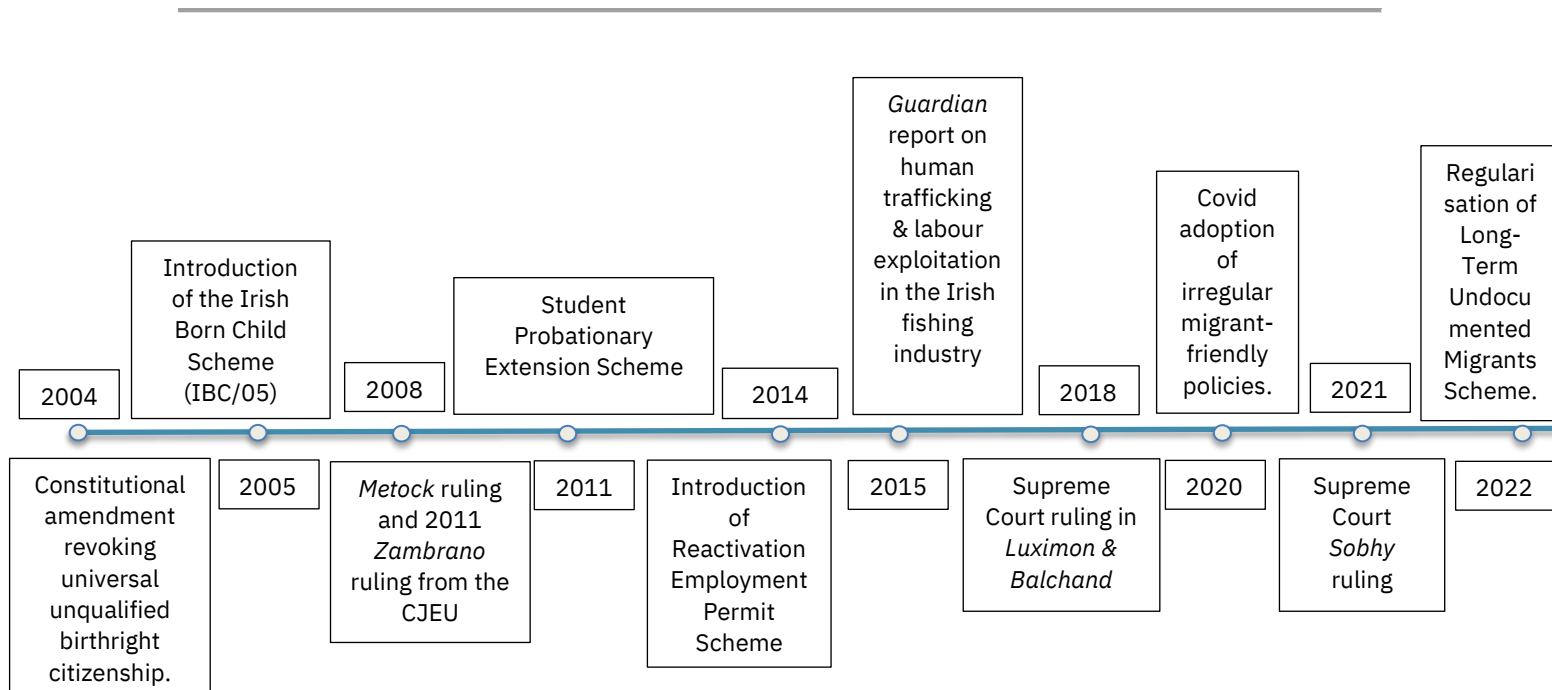 2004
Constitutional
amendment
revoking
universal
unqualified
birthright
citizenship.
Introduction
of the Irish
Born Child
Scheme
(IBC/05)
2005
2008
Metock ruling
and 2011
Zambrano
ruling from the
CJEU
Student
Probationary
Extension Scheme
2011
2014
Introduction
of
Reactivation
Employment
Permit
Scheme
Guardian
report on
human
trafficking
& labour
exploitation
in the Irish
fishing
industry
2015
2018
Supreme
Court ruling in
Luximon &
Balchand
Covid
adoption
of
irregular
migrant-
friendly
policies.
2020
2021
Supreme
Court
Sobhy
ruling
Regulari
sation of
Long-
Term
Undocu
mented
Migrants
Scheme.
2022